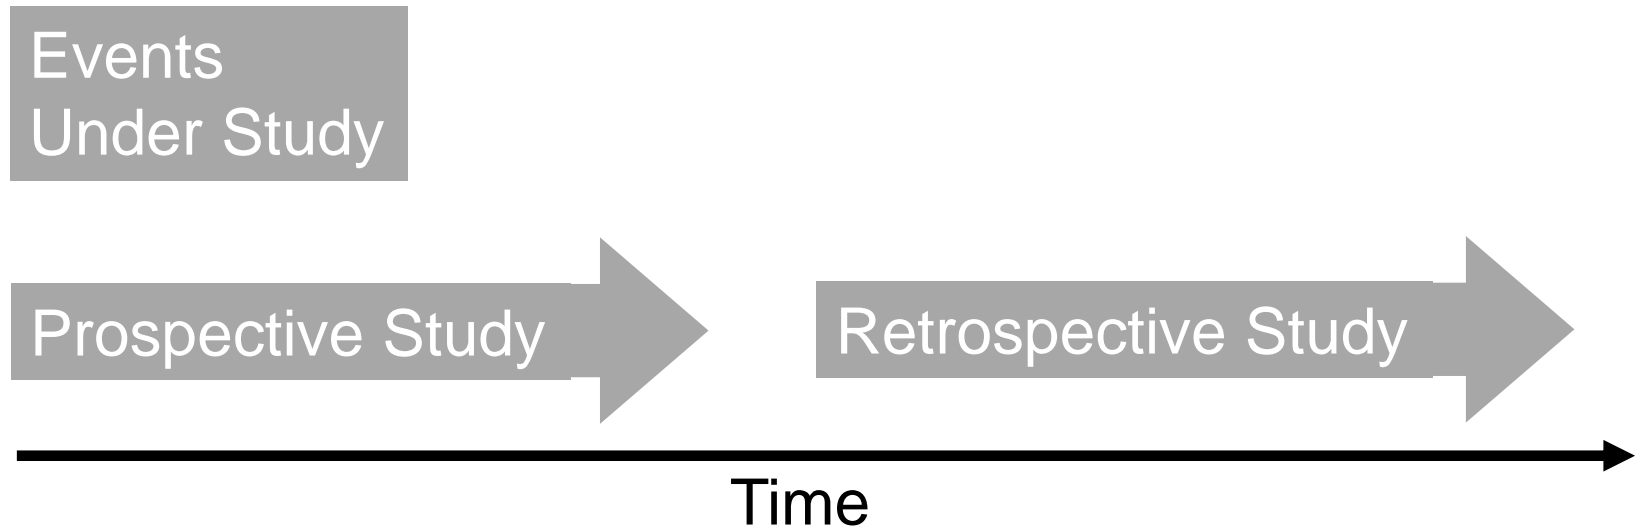 Events
Under Study
Prospective Study
Retrospective Study
Time